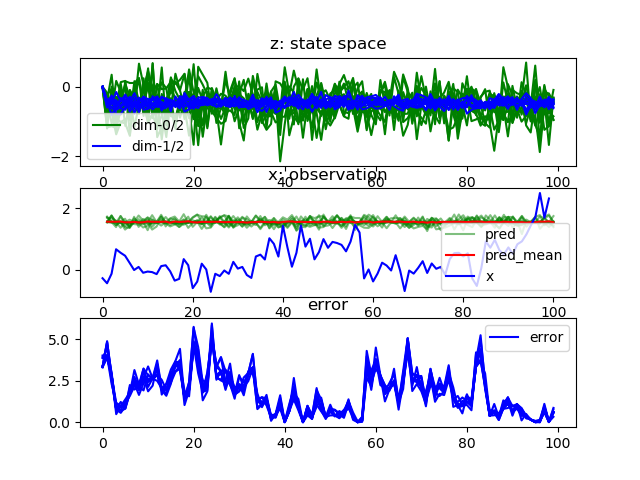 z: state space
0
−2
dim-0/2
dim-1/2
0 20 40 60 80 100
x: observation
2
0
pred
pred_mean
x
0 20 40 60 80 100
error
5.0
2.5
0.0
error
0 20 40 60 80 100